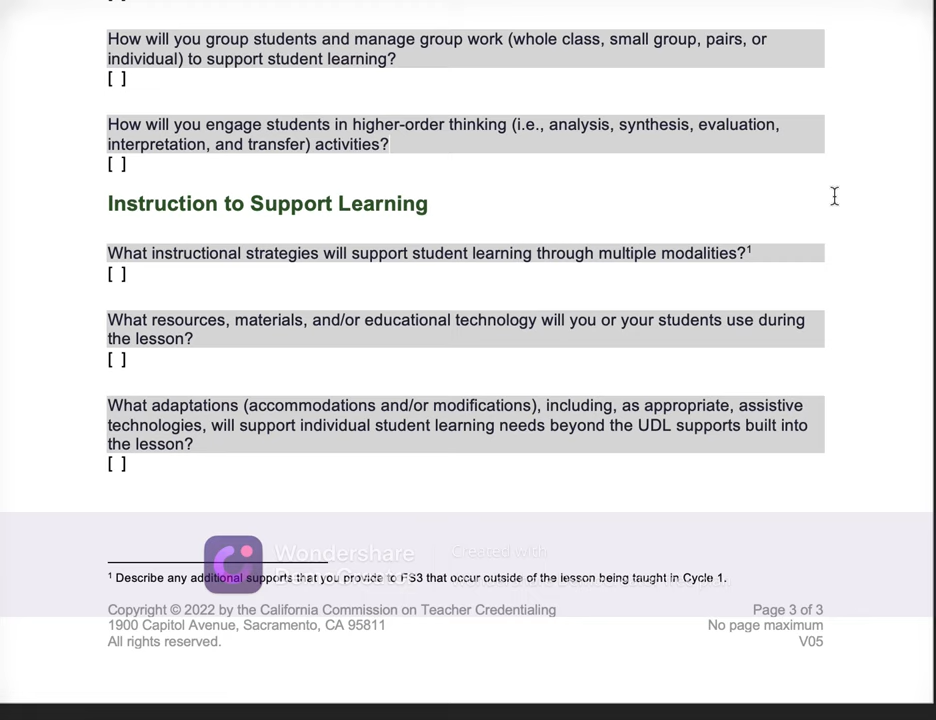 How will you group students and manage group work (whole class, small group, pairs, or
individual) to support student learning?
[ ]
How will you engage students in higher-order thinking (i.e., analysis, synthesis, evaluation,
interpretation, and transfer) activities?
[ ]
Instruction to Support Learning
What instructional strategies will support student learning through multiple modalities?¹
[ ]
What resources, materials, and/or educational technology will you or your students use during
the lesson?
[ ]
What adaptations (accommodations and/or modifications), including, as appropriate, assistive
technologies, will support individual student learning needs beyond the UDL supports built into
the lesson?
[ ]
Wondershare
Created with
¹ Describe any additional supports that you provide to FS3 that occur outside of the lesson being taught in Cycle 1.
Copyright © 2022 by the California Commission on Teacher Credentialing
Page 3 of 3
1900 Capitol Avenue, Sacramento, CA 95811
No page maximum
All rights reserved.
V05